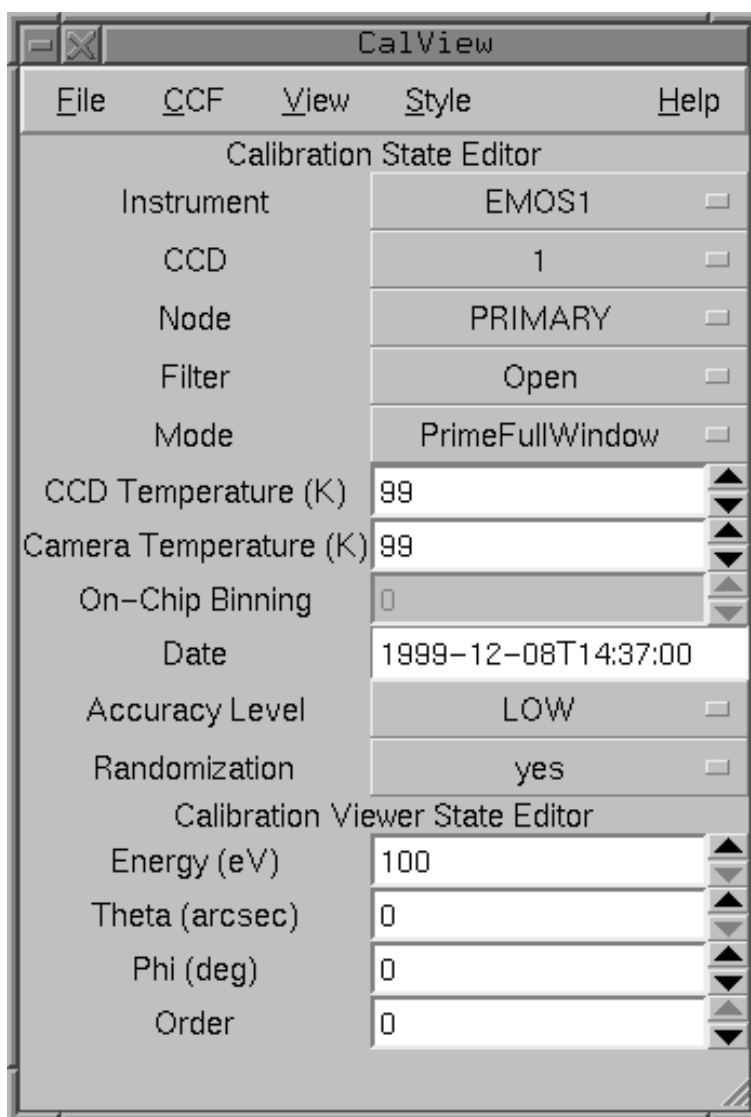 CalView
File CCF View Style Help
Calibration State Editor
Instrument EMOS1
CCD 1
Node PRIMARY
Filter Open
Mode PrimeFullWindow
CCD Temperature (K) 99
Camera Temperature (K) 99
On-Chip Binning 0
Date 1999-12-08T14:37:00
Accuracy Level LOW
Randomization yes
Calibration Viewer State Editor
Energy (eV) 100
Theta (arcsec) 0
Phi (deg) 0
Order 0